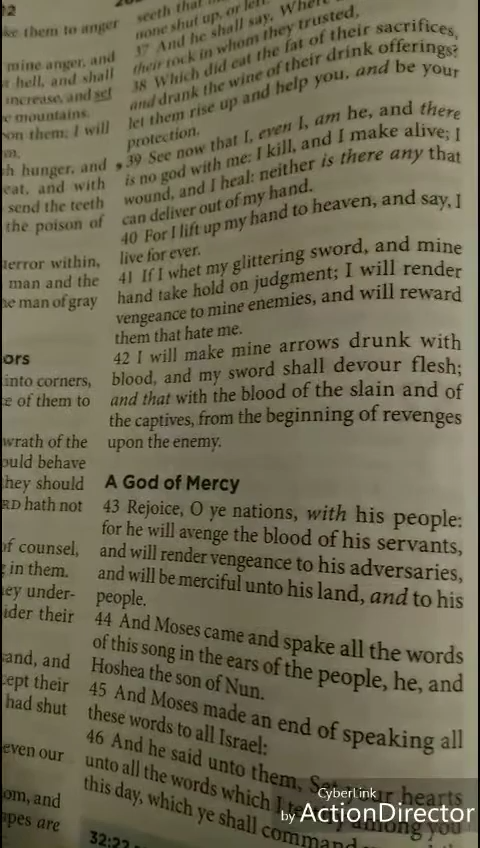 12
ke them to anger
mine anger, and
hell, and shall
increase, and set
mountains.
on them; I will
h hunger, and
eat, and with
send the teeth
the poison of
terror within,
man and the
man of gray
ors
into corners,
ce of them to
wrath of the
ould behave
they should
RD hath not
of counsel,
in them.
ey under-
ider their
sand, and
cept their
had shut
even our
om, and
apes are
seeth that
none shut up, or left.
37 And he shall say, Where
their rock in whom they trusted,
38 Which did eat the fat of their sacrifices,
and drank the wine of their drink offerings?
let them rise up and help you, and be your
protection.
39 See now that I, even I, am he, and there
is no god with me: I kill, and I make alive; I
wound, and I heal: neither is there any that
can deliver out of my hand.
40 For I lift up my hand to heaven, and say, I
live for ever.
41 If I whet my glittering sword, and mine
hand take hold on judgment; I will render
vengeance to mine enemies, and will reward
them that hate me.
42 I will make mine arrows drunk with
blood, and my sword shall devour flesh;
and that with the blood of the slain and of
the captives, from the beginning of revenges
upon the enemy.
A God of Mercy
43 Rejoice, O ye nations, with his people:
for he will avenge the blood of his servants,
and will render vengeance to his adversaries,
and will be merciful unto his land, and to his
people.
44 And Moses came and spake all the words
of this song in the ears of the people, he, and
Hoshea the son of Nun.
45 And Moses made an end of speaking all
these words to all Israel:
46 And he said unto them, Set your hearts
unto all the words which I testify among you
this day, which ye shall command
32:22
CyberLink
by ActionDirector